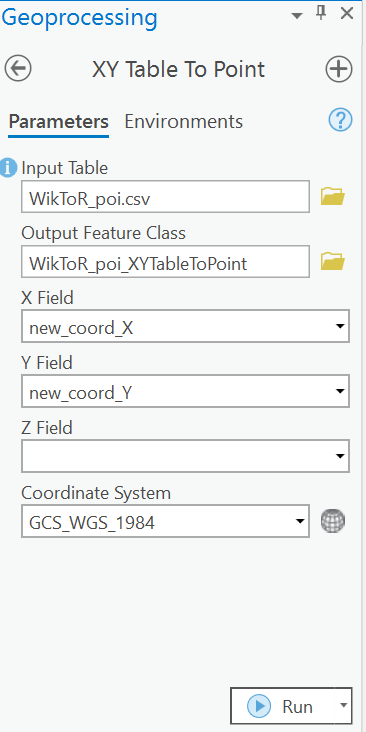 Geoprocessing
XY Table To Point
Parameters Environments
Input Table
WikToR_poi.csv
Output Feature Class
WikToR_poi_XYTableToPoint
X Field
new_coord_X
Y Field
new_coord_Y
Z Field
Coordinate System
GCS_WGS_1984
Run